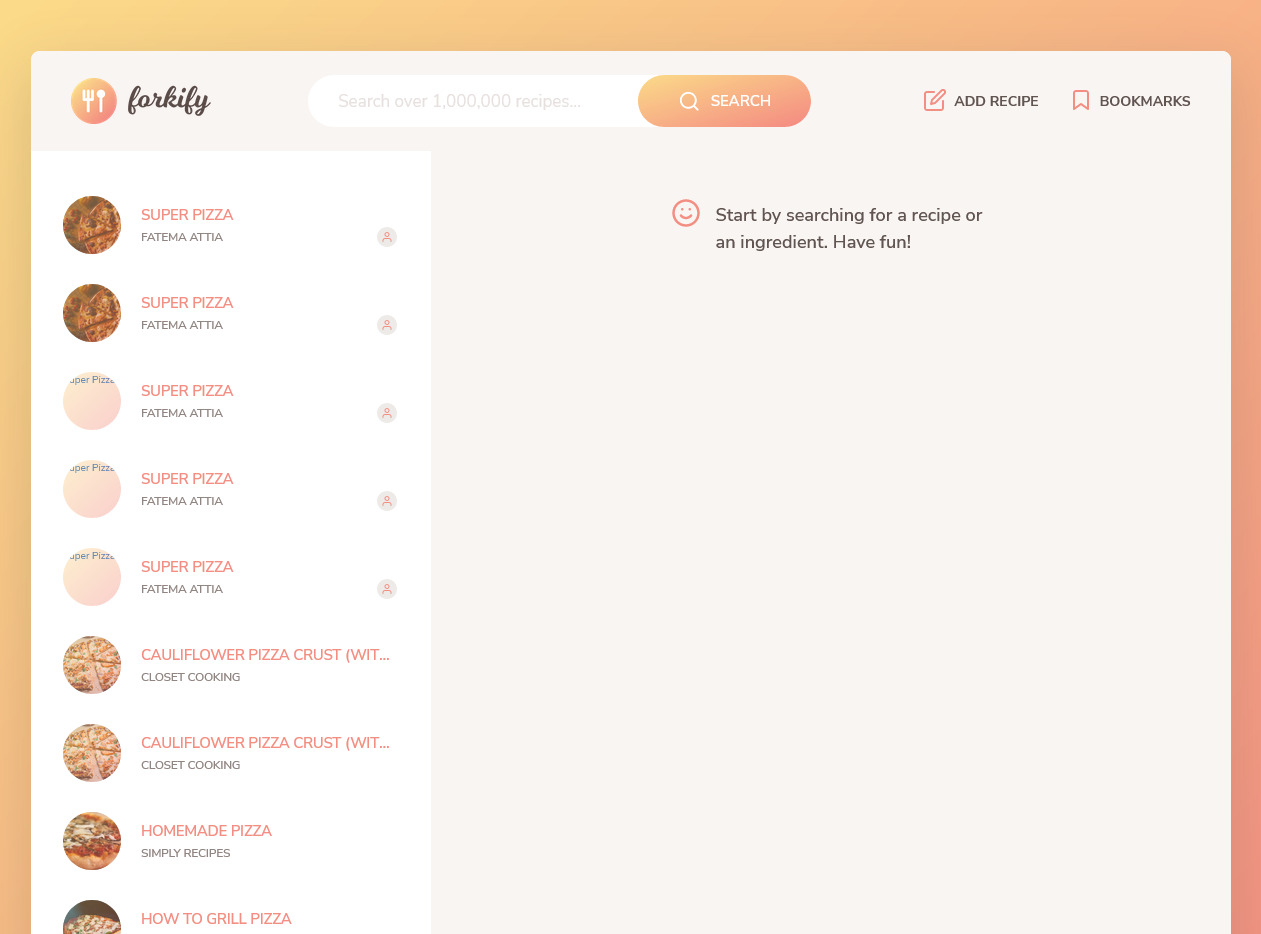 forkify
Search over 1,000,000 recipes...
SEARCH
ADD RECIPE
BOOKMARKS
SUPER PIZZA
FATEMA ATTIA
SUPER PIZZA
FATEMA ATTIA
uper Pizz
SUPER PIZZA
FATEMA ATTIA
uper Pizz
SUPER PIZZA
FATEMA ATTIA
uper Pizz
SUPER PIZZA
FATEMA ATTIA
CAULIFLOWER PIZZA CRUST (WIT...
CLOSET COOKING
CAULIFLOWER PIZZA CRUST (WIT...
CLOSET COOKING
HOMEMADE PIZZA
SIMPLY RECIPES
HOW TO GRILL PIZZA
Start by searching for a recipe or
an ingredient. Have fun!